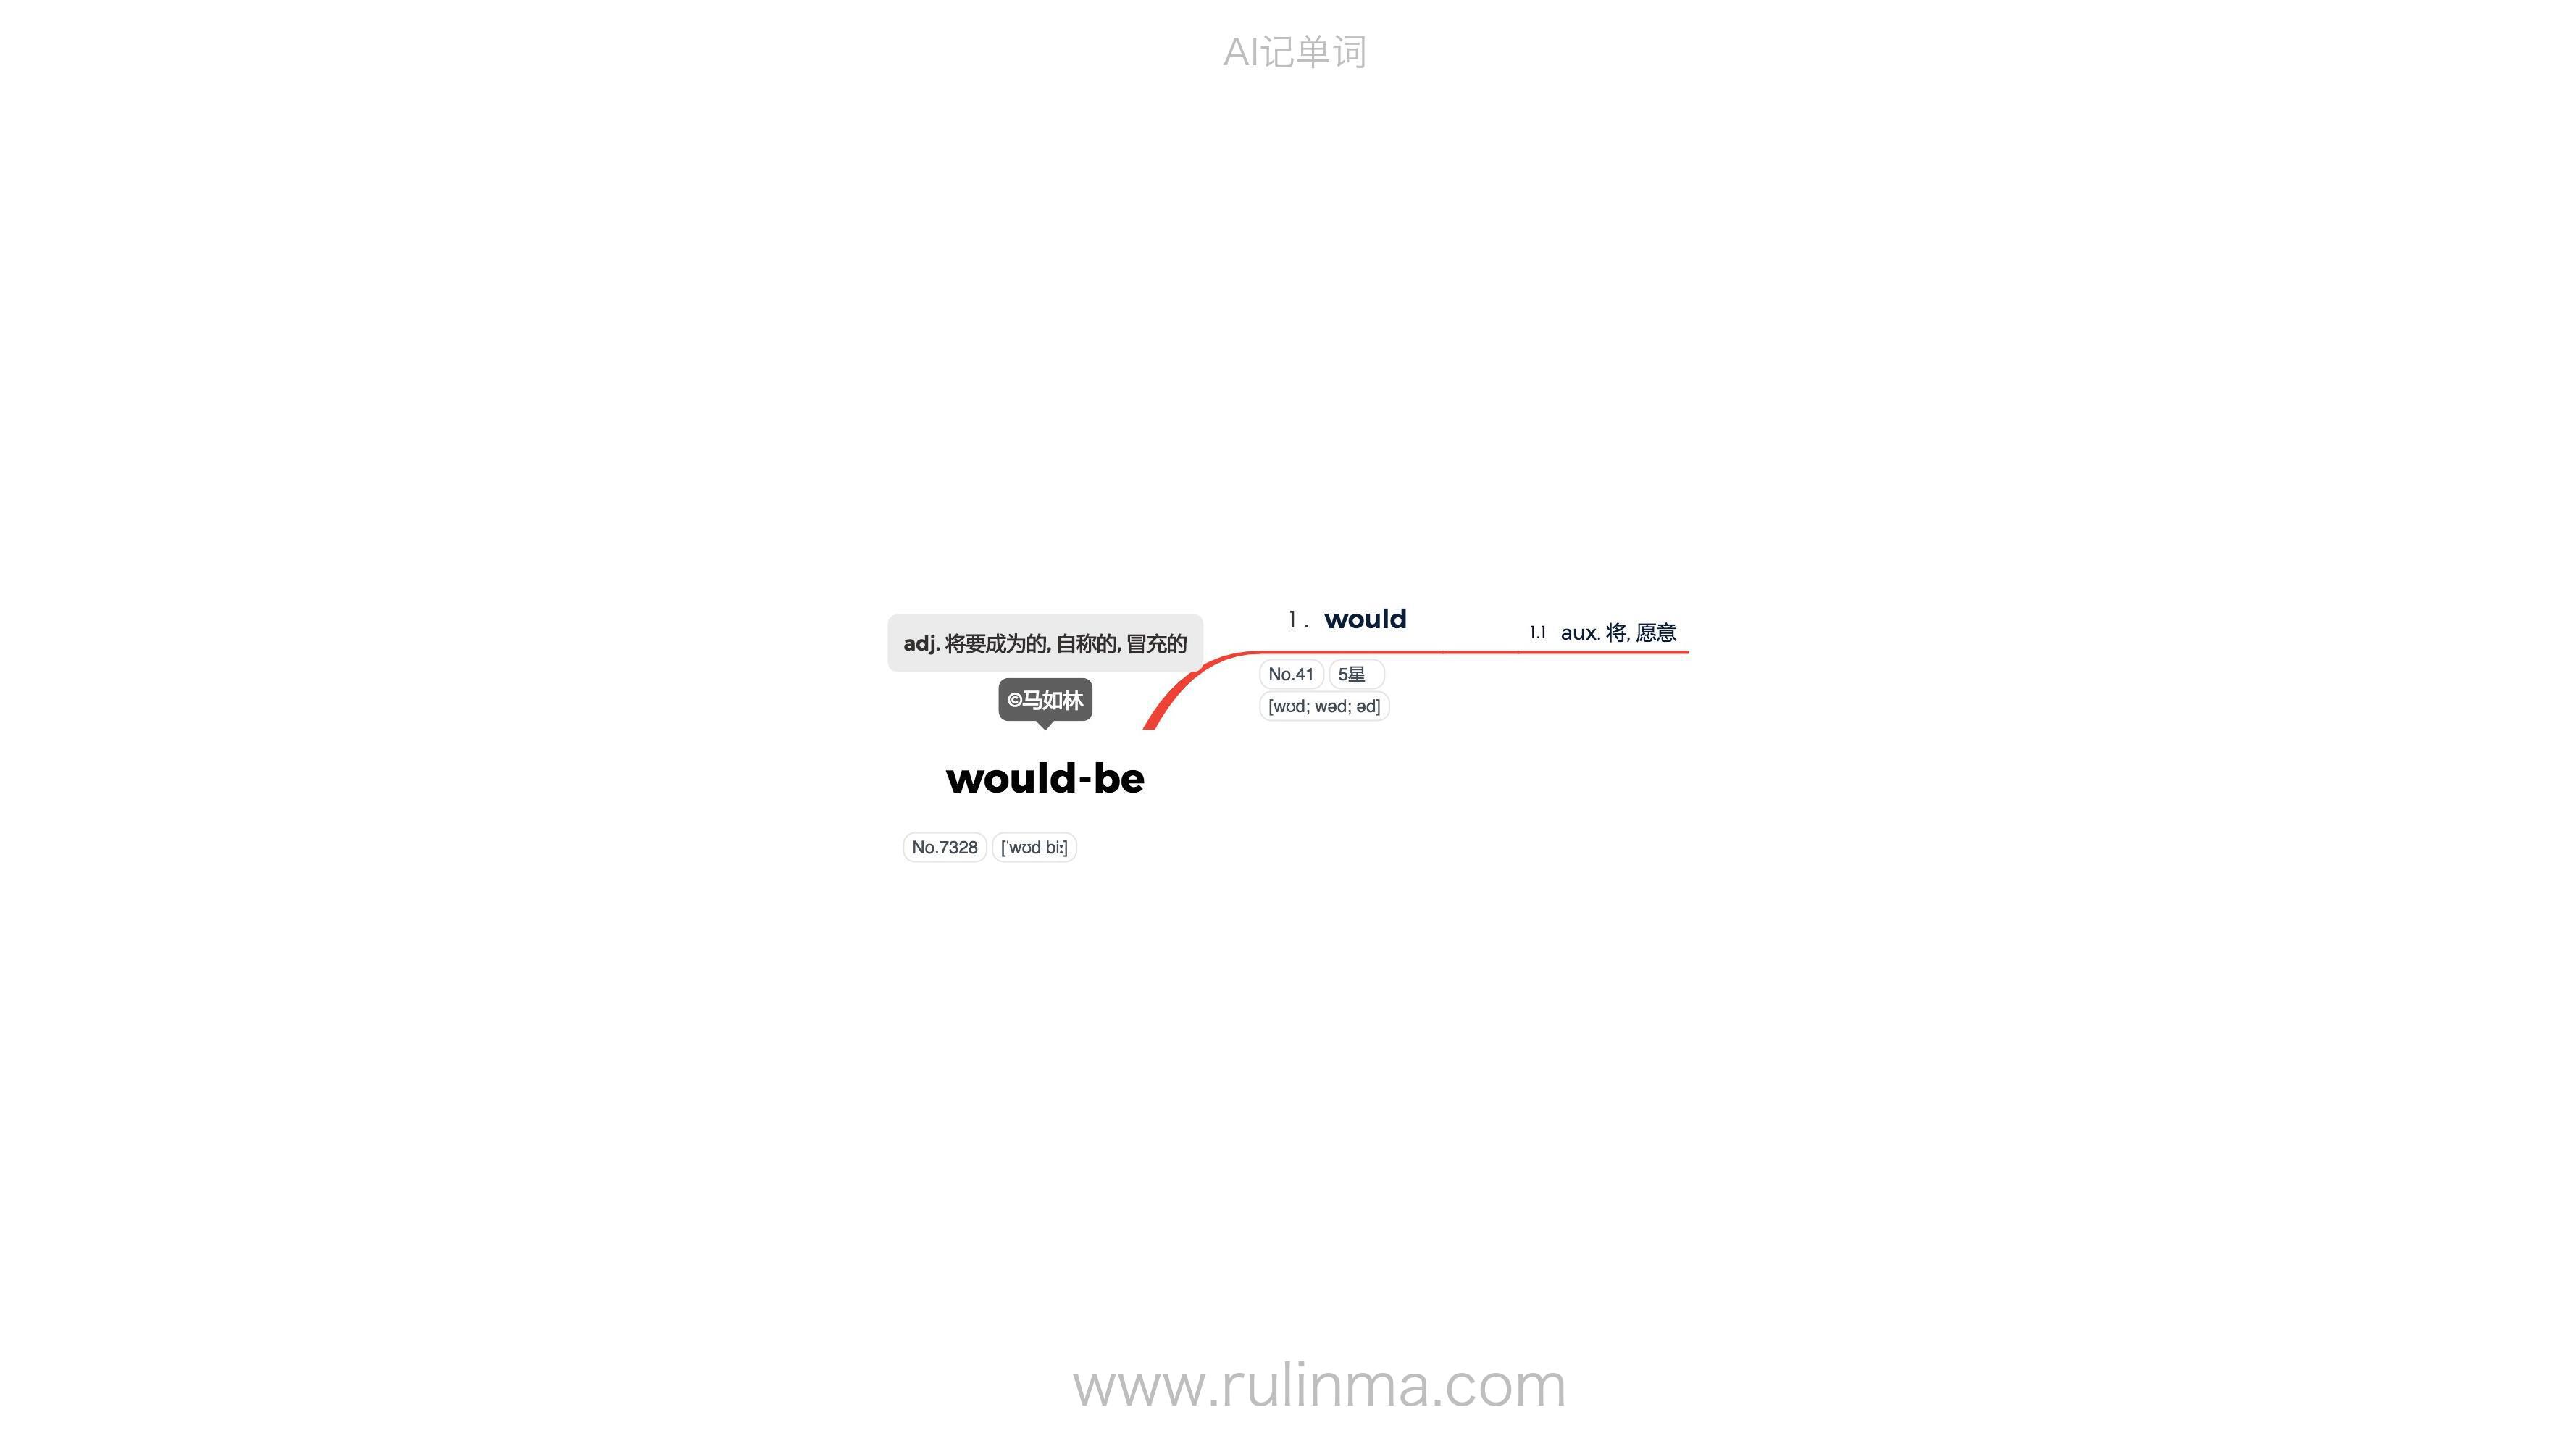 AI记单词
adj. 将要成为的, 自称的, 冒充的
©马如林
would-be
No.7328 [ˈwʊd biː]
1. would
No.41 5星
[wʊd; wəd; əd]
1.1 aux. 将, 愿意
www.rulinma.com